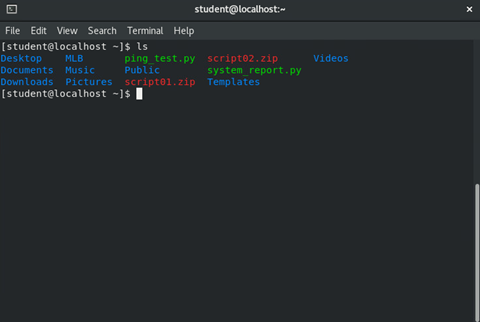 student@localhost:~
File Edit View Search Terminal Help
[student@localhost ~]$ ls
Desktop MLB ping_test.py script02.zip Videos
Documents Music Public system_report.py
Downloads Pictures script01.zip Templates
[student@localhost ~]$